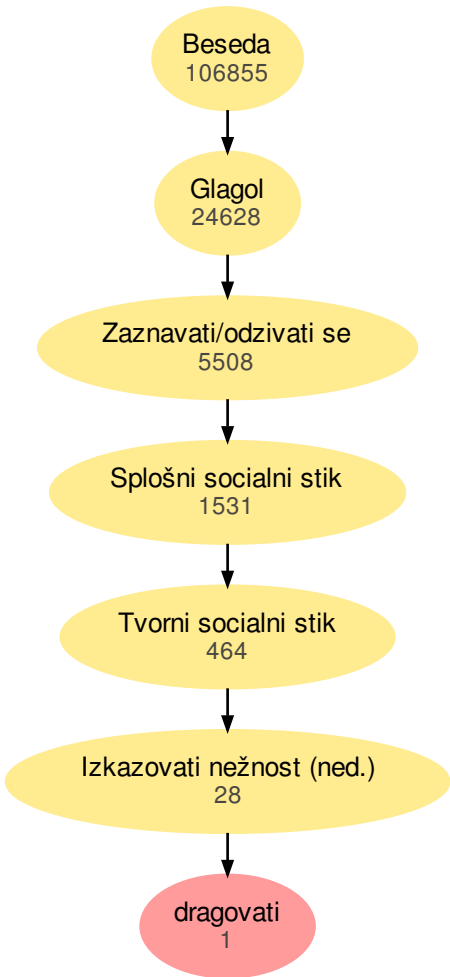 Beseda
106855
Glagol
24628
Zaznavati/odzivati se
5508
Splošni socialni stik
1531
Tvorni socialni stik
464
Izkazovati nežnost (ned.)
28
dragovati
1